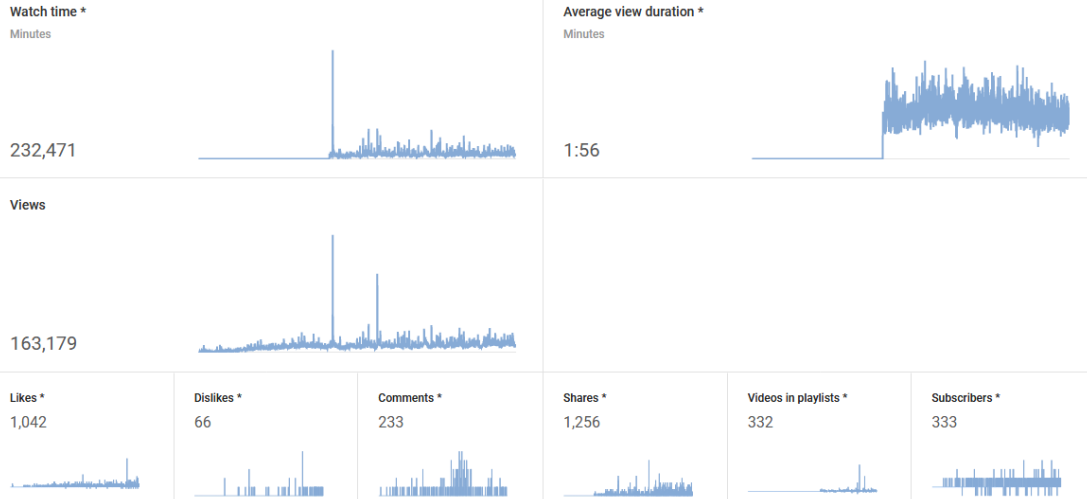 Watch time *
Minutes
232,471
Average view duration *
Minutes
1:56
Views
163,179
Likes *
1,042
Dislikes *
66
Comments *
233
Shares *
1,256
Videos in playlists *
332
Subscribers *
333